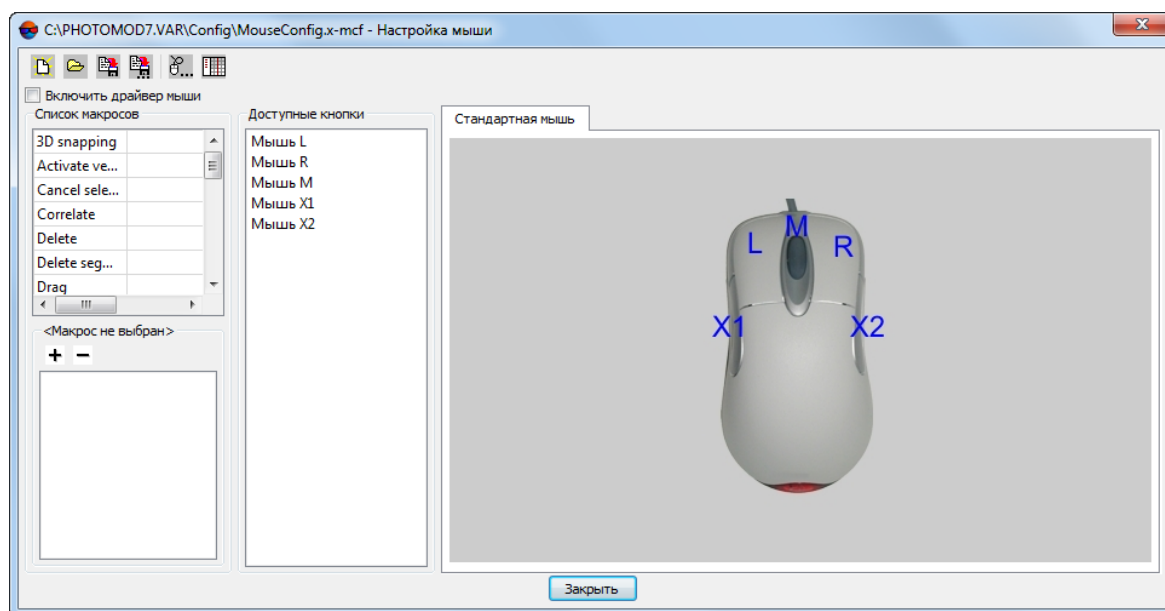 C:\PHOTOMOD7.VAR\Config\MouseConfig.x-mcf - Настройка мыши
Включить драйвер мыши
Список макросов
3D snapping
Activate ve...
Cancel sele...
Correlate
Delete
Delete seg...
Drag
<Макрос не выбран>
Доступные кнопки
Мышь L
Мышь R
Мышь M
Мышь X1
Мышь X2
Стандартная мышь
M
L R
X1 X2
Закрыть